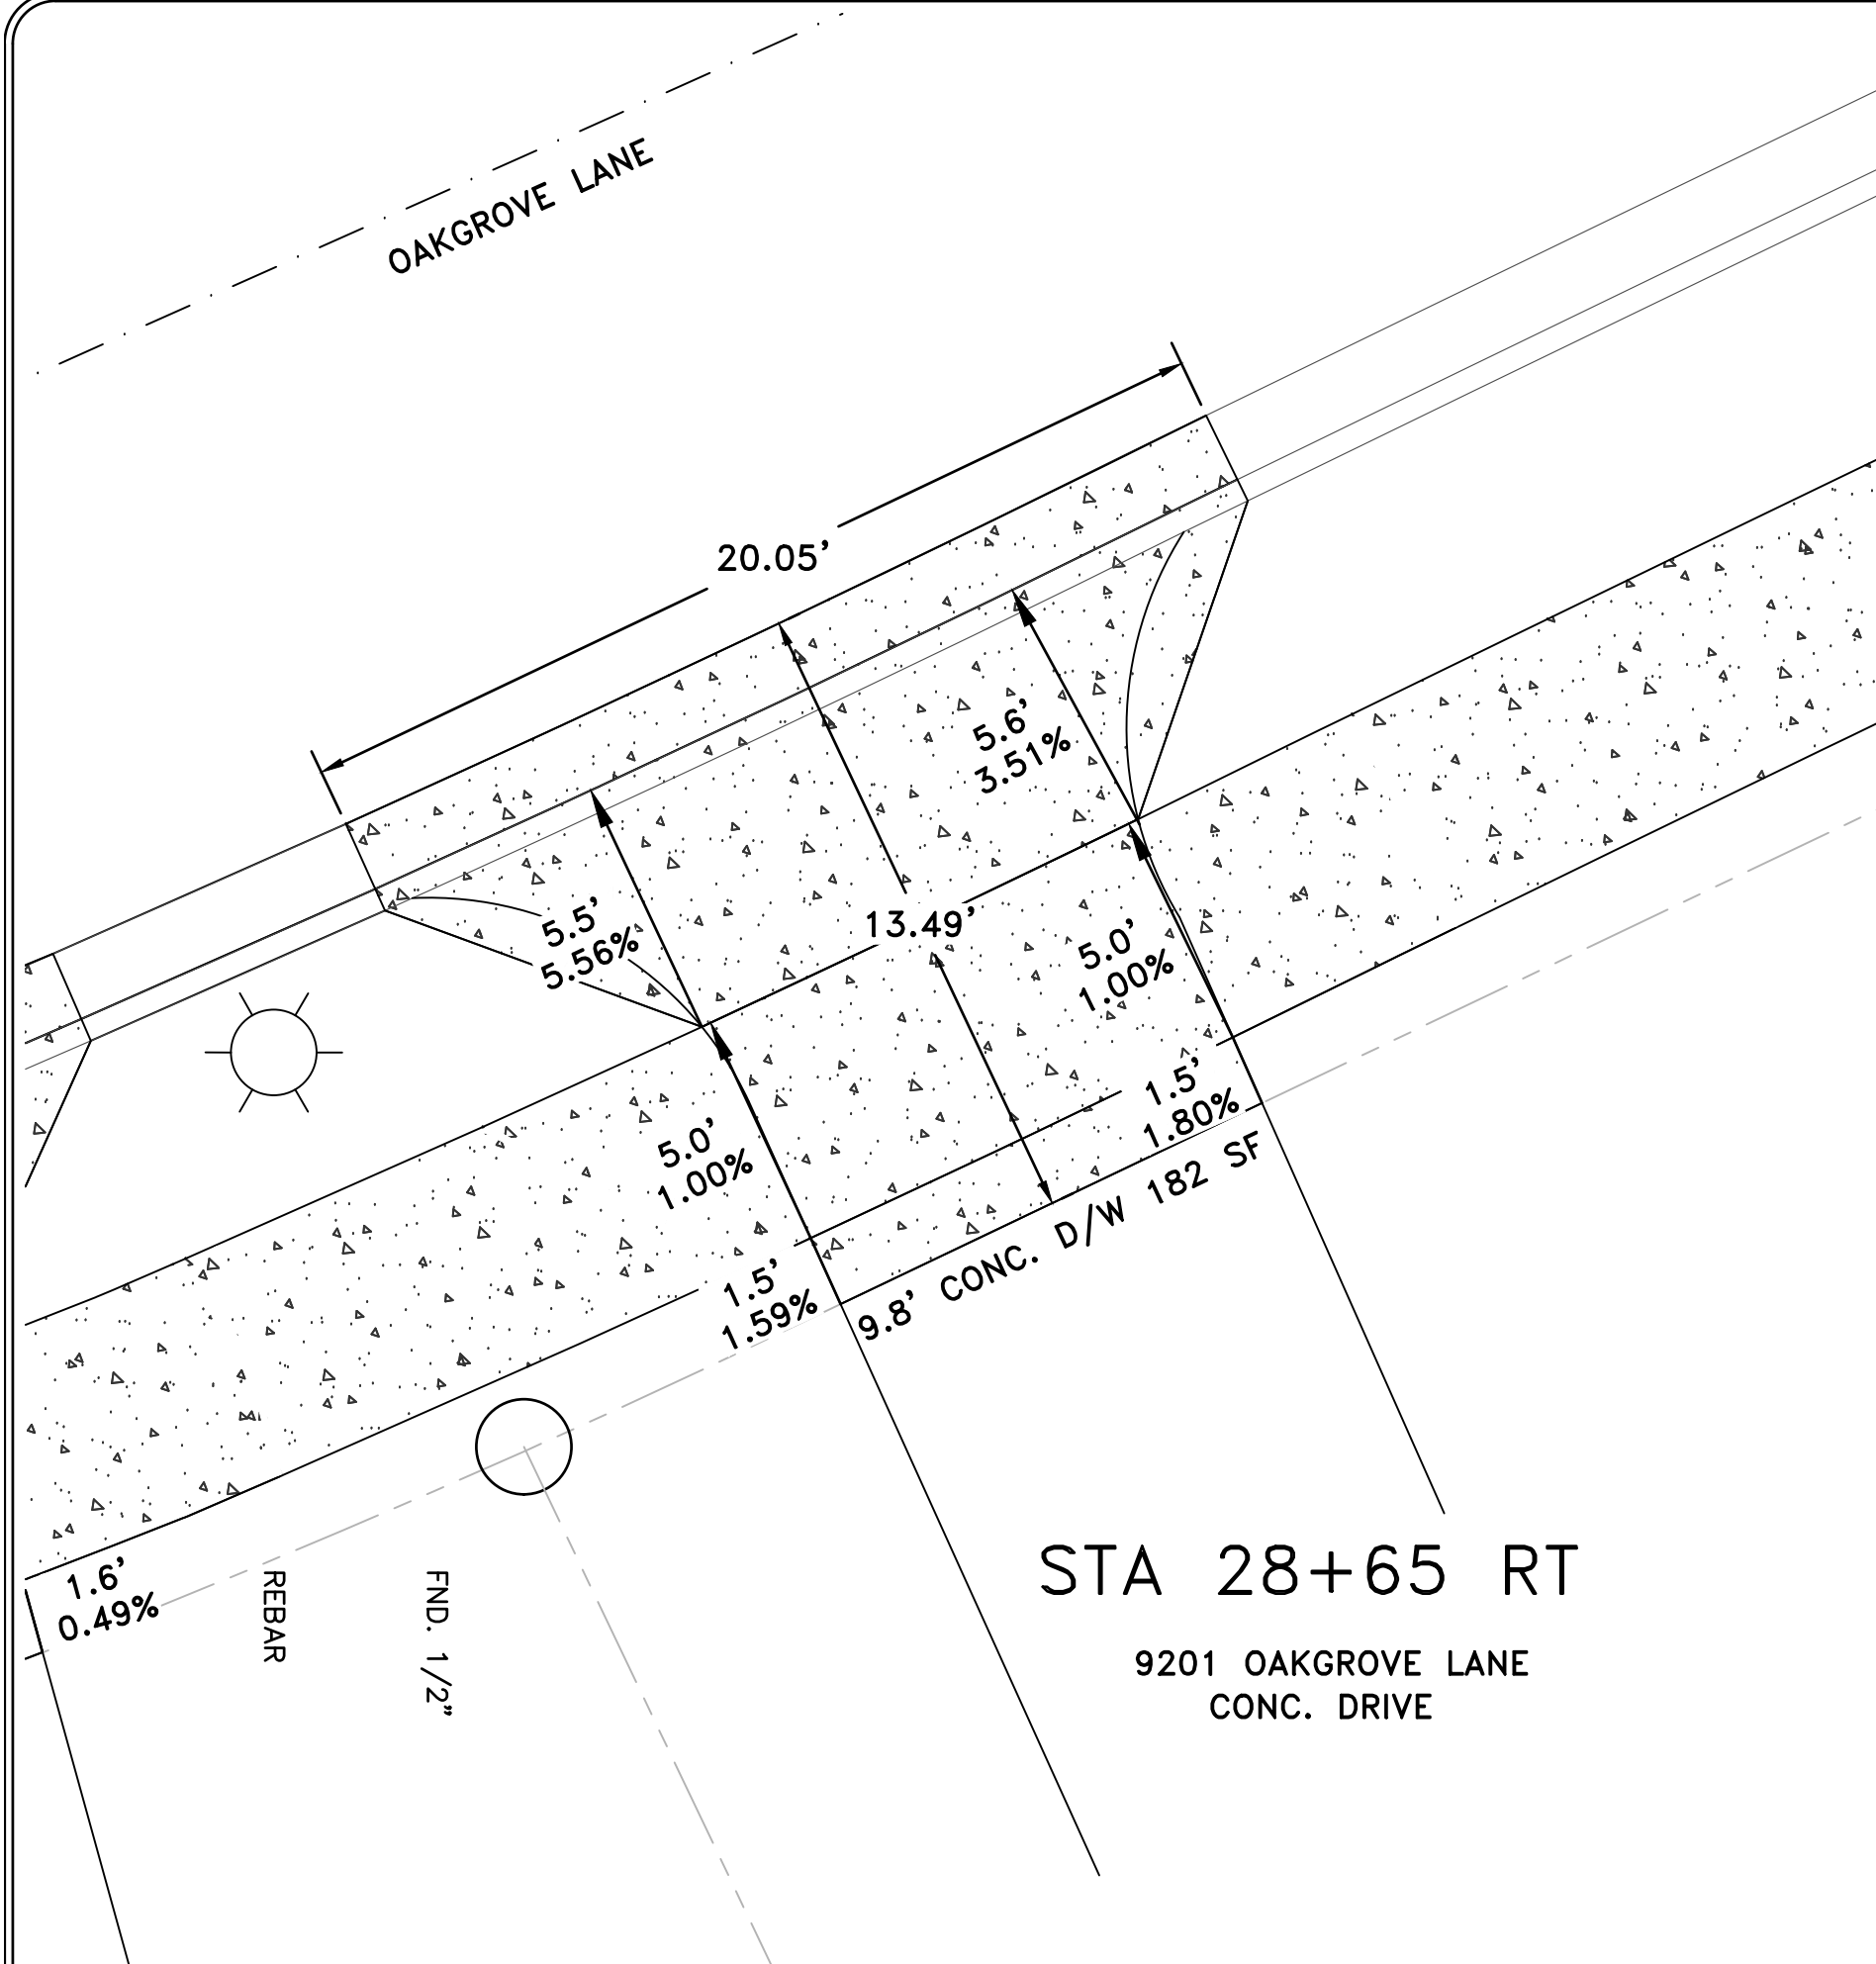 OAKGROVE LANE
20.05’
5.6’
3.51%
5.5’
5.56%
13.49’
5.0’
1.00%
1.5’
1.80%
5.0’
1.00%
1.5’
1.59%
9.8’ CONC. D/W 182 SF
1.6’
0.49%
FND. 1/2”
REBAR
STA 28+65 RT
9201 OAKGROVE LANE
CONC. DRIVE